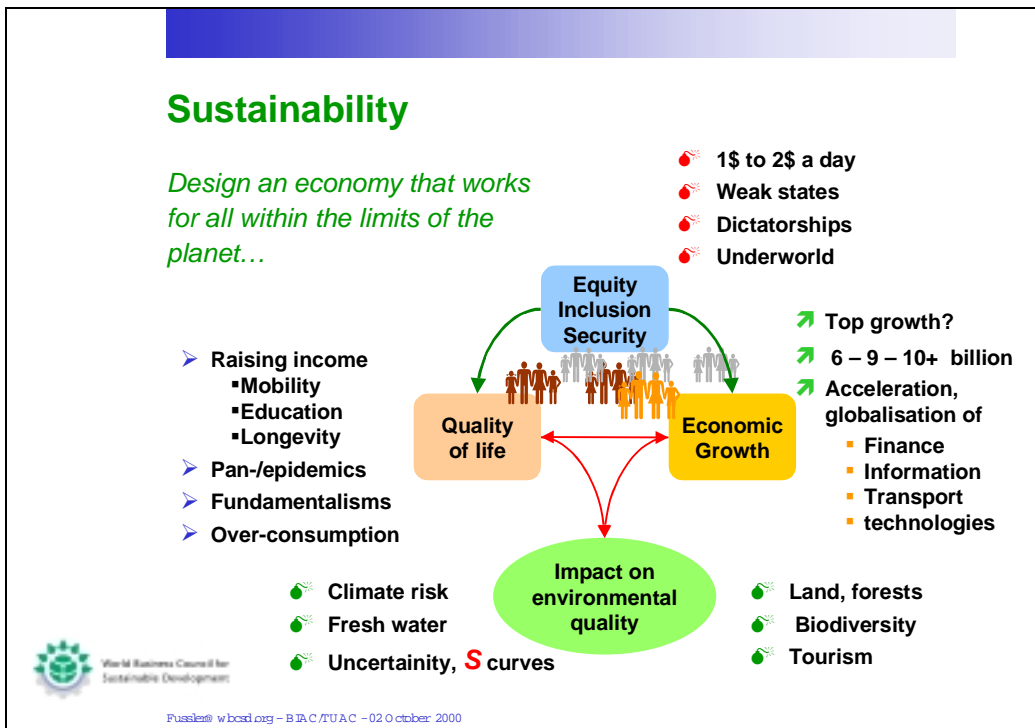 Sustainability
Design an economy that works
for all within the limits of the
planet…
1$ to 2$ a day
Weak states
Dictatorships
Underworld
Equity
Inclusion
Security
Raising income
Mobility
Education
Longevity
Pan-/epidemics
Fundamentalisms
Over-consumption
Quality
of life
Economic
Growth
Top growth?
6 – 9 – 10+ billion
Acceleration,
globalisation of
Finance
Information
Transport
technologies
Impact on
environmental
quality
Climate risk
Fresh water
Uncertainity, S curves
Land, forests
Biodiversity
Tourism
World Business Council for
Sustainable Development
Fussler@wbcsd.org – BIAC/TUAC – 02 October 2000